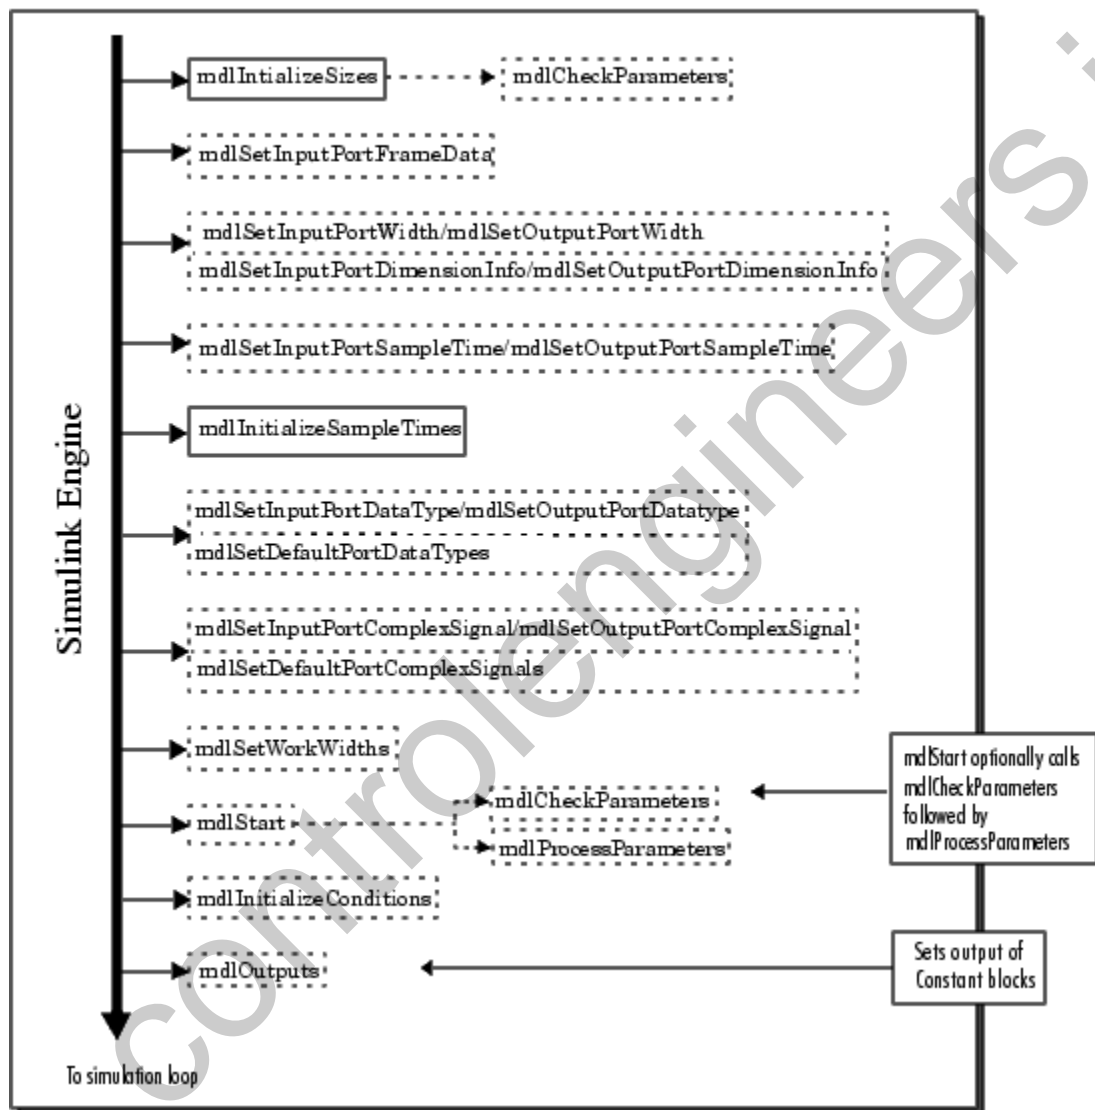 mdlIntializeSizes
mdlCheckParameters
mdlSetInputPortFrameData
mdlSetInputPortWidth/mdlSetOutputPortWidth
mdlSetInputPortDimensionInfo/mdlSetOutputPortDimensionInfo
mdlSetInputPortSampleTime/mdlSetOutputPortSampleTime
mdlInitializeSampleTimes
Simulink Engine
mdlSetInputPortDataType/mdlSetOutputPortDatatype
mdlSetDefaultPortDataTypes
mdlSetInputPortComplexSignal/mdlSetOutputPortComplexSignal
mdlSetDefaultPortComplexSignals
mdlSetWorkWidths
mdlStart
mdlCheckParameters
mdlProcessParameters
mdlStart optionally calls
mdlCheckParameters
followed by
mdlProcessParameters
mdlInitializeConditions
mdlOutputs
Sets output of
Constant blocks
To simulation loop
controlengineers.i